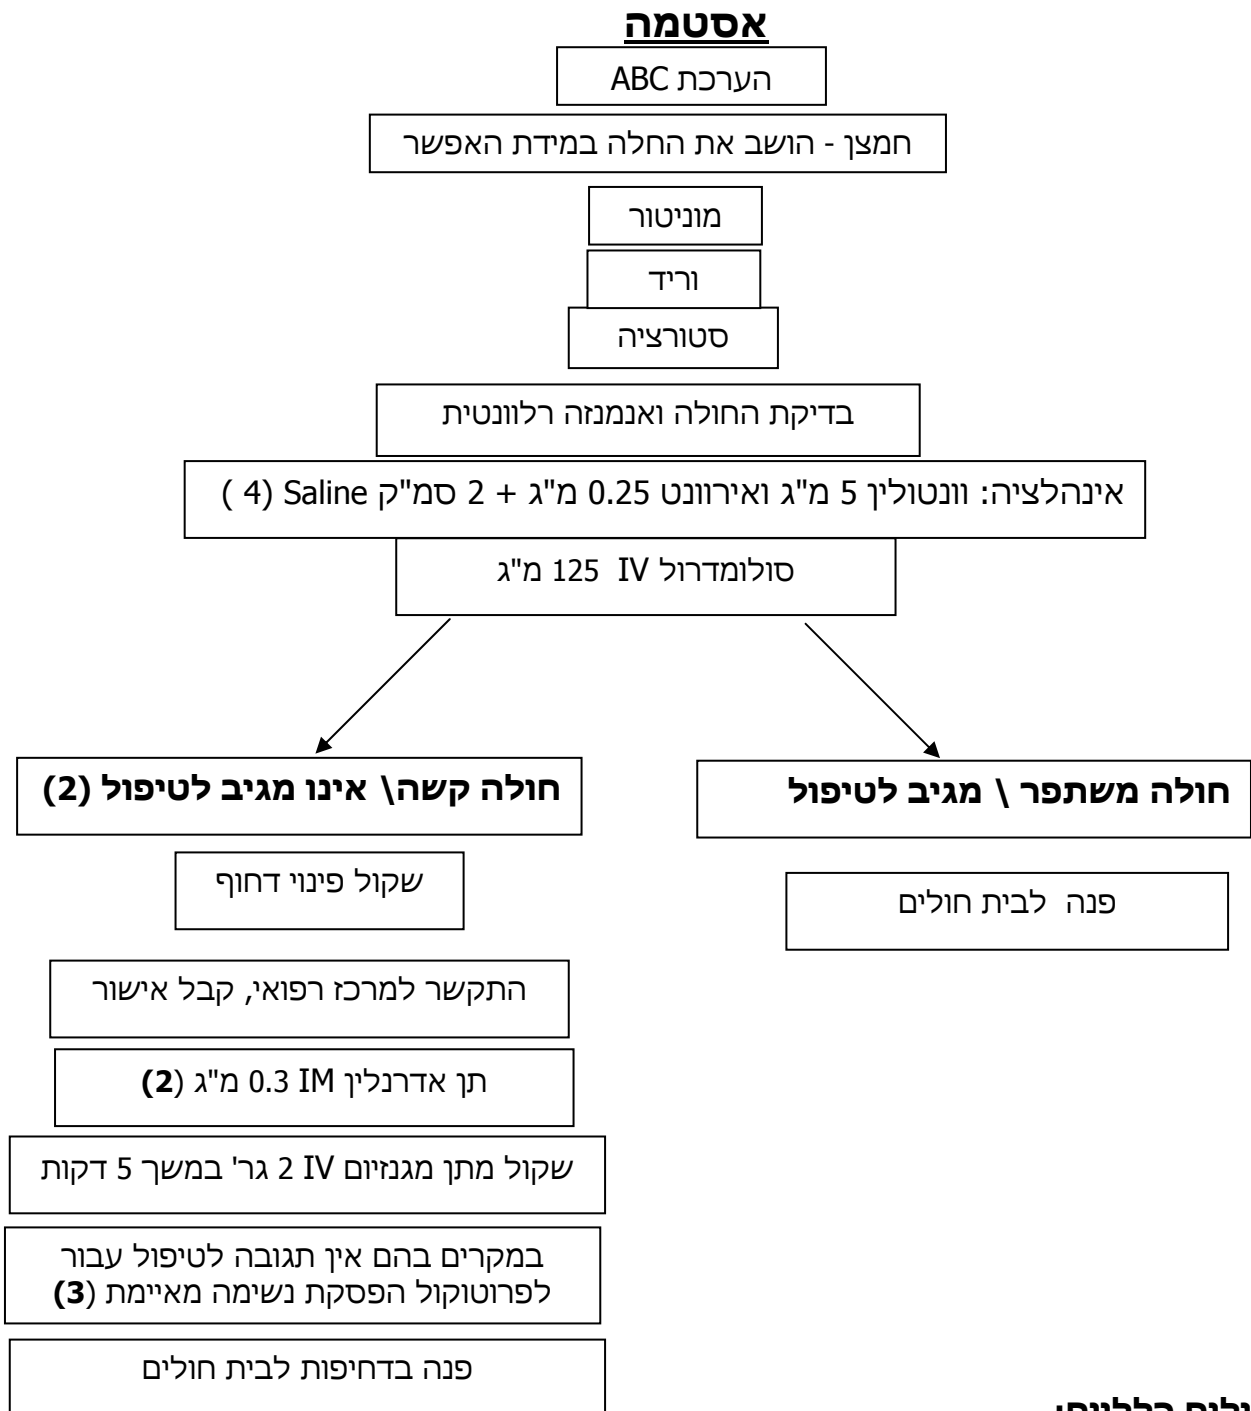 אסטמה
הערכת ABC
חמצן - הושב את החלה במידת האפשר
מוניטור
וריד
סטורציה
בדיקת החולה ואנמנזה רלוונטית
אינהלציה: וונטולין 5 מ"ג ואירוונט 0.25 מ"ג + 2 סמ"ק Saline (4 )
סולומדרול IV 125 מ"ג
חולה משתפר \ מגיב לטיפול
פנה לבית חולים
חולה קשה\ אינו מגיב לטיפול (2)
שקול פינוי דחוף
התקשר למרכז רפואי, קבל אישור
תן אדרנלין IM 0.3 מ"ג (2)
שקול מתן מגנזיום IV 2 גר' במשך 5 דקות
במקרים בהם אין תגובה לטיפול עבור
לפרוטוקול הפסקת נשימה מאיימת (3)
פנה בדחיפות לבית חולים